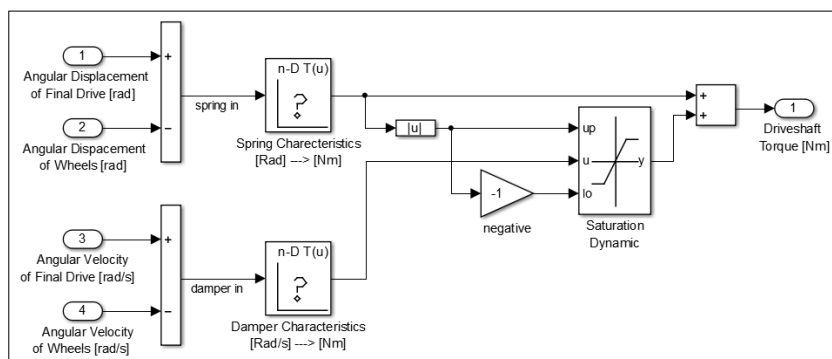 1
Angular Displacement
of Final Drive [rad]
2
Angular Dispacement
of Wheels [rad]
+
−
spring in
n-D T(u)
?
Spring Charecteristics
[Rad] ---> [Nm]
|u|
-1
negative
up
u
lo
y
Saturation
Dynamic
+
+
1
Driveshaft
Torque [Nm]
3
Angular Velocity
of Final Drive [rad/s]
4
Angular Velocity
of Wheels [rad/s]
+
−
damper in
n-D T(u)
?
Damper Characteristics
[Rad/s] ---> [Nm]